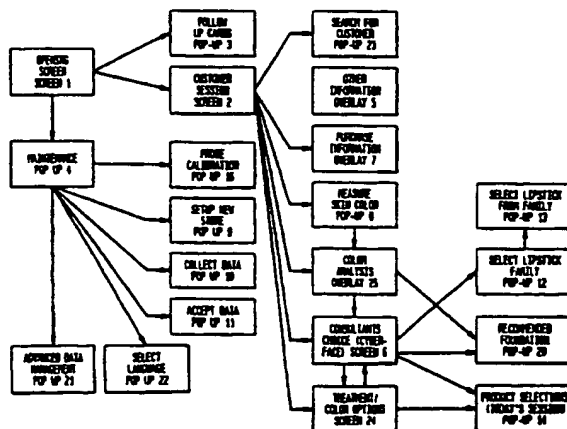 FOLLOW
UP CARDS
POP-UP 3
SEARCH FOR
CUSTOMER
POP-UP 23
OPENING
SCREEN
SCREEN 1
CUSTOMER
SESSION
SCREEN 2
OTHER
INFORMATION
OVERLAY 5
MAINTENANCE
POP UP 4
PROBE
CALIBRATION
POP UP 16
PURCHASE
INFORMATION
OVERLAY 7
SETUP NEW
STORE
POP UP 9
MEASURE
SKIN COLOR
POP-UP 8
SELECT LIPSTICK
FROM FAMILY
POP-UP 13
COLLECT DATA
POP UP 10
COLOR
ANALYSIS
OVERLAY 25
SELECT LIPSTICK
FAMILY
POP-UP 12
ACCEPT DATA
POP UP 11
CONSULTANTS
CHOICE (CYBER-
FACE) SCREEN 6
RECOMMENDED
FOUNDATION
POP-UP 20
ADVANCED DATA
MANAGEMENT
POP UP 21
SELECT
LANGUAGE
POP UP 22
TREATMENT/
COLOR OPTIONS
SCREEN 24
PRODUCT SELECTIONS
(TODAY'S SESSION)
POP-UP 14